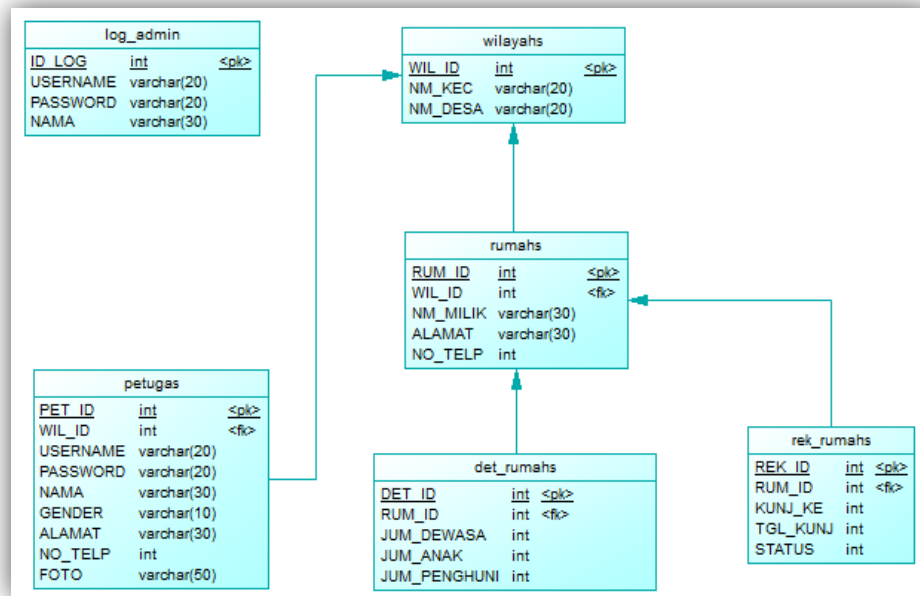 log_admin
ID_LOG int <pk>
USERNAME varchar(20)
PASSWORD varchar(20)
NAMA varchar(30)
wilayahs
WIL_ID int <pk>
NM_KEC varchar(20)
NM_DESA varchar(20)
rumahs
RUM_ID int <pk>
WIL_ID int <fk>
NM_MILIK varchar(30)
ALAMAT varchar(30)
NO_TELP int
petugas
PET_ID int <pk>
WIL_ID int <fk>
USERNAME varchar(20)
PASSWORD varchar(20)
NAMA varchar(30)
GENDER varchar(10)
ALAMAT varchar(30)
NO_TELP int
FOTO varchar(50)
det_rumahs
DET_ID int <pk>
RUM_ID int <fk>
JUM_DEWASA int
JUM_ANAK int
JUM_PENGHUNI int
rek_rumahs
REK_ID int <pk>
RUM_ID int <fk>
KUNJ_KE int
TGL_KUNJ int
STATUS int